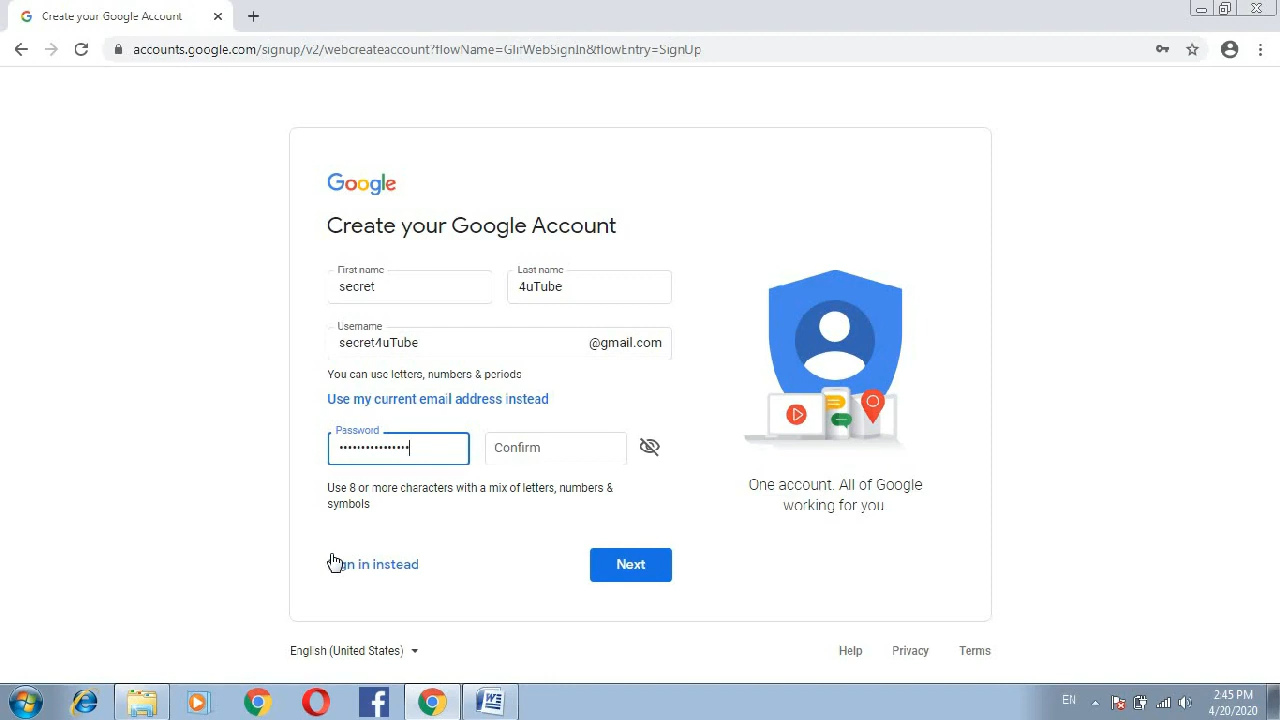 Create your Google Account
accounts.google.com/signup/v2/webcreateaccount?flowName=GlifWebSignIn&flowEntry=SignUp
Google
Create your Google Account
First name
Last name
secret
4uTube
Username
secret4uTube
@gmail.com
You can use letters, numbers & periods
Use my current email address instead
Password
••••••••••••••••
Confirm
Use 8 or more characters with a mix of letters, numbers &
symbols
One account. All of Google
working for you
gn in instead
Next
English (United States)
Help
Privacy
Terms
EN
2:45 PM
4/20/2020